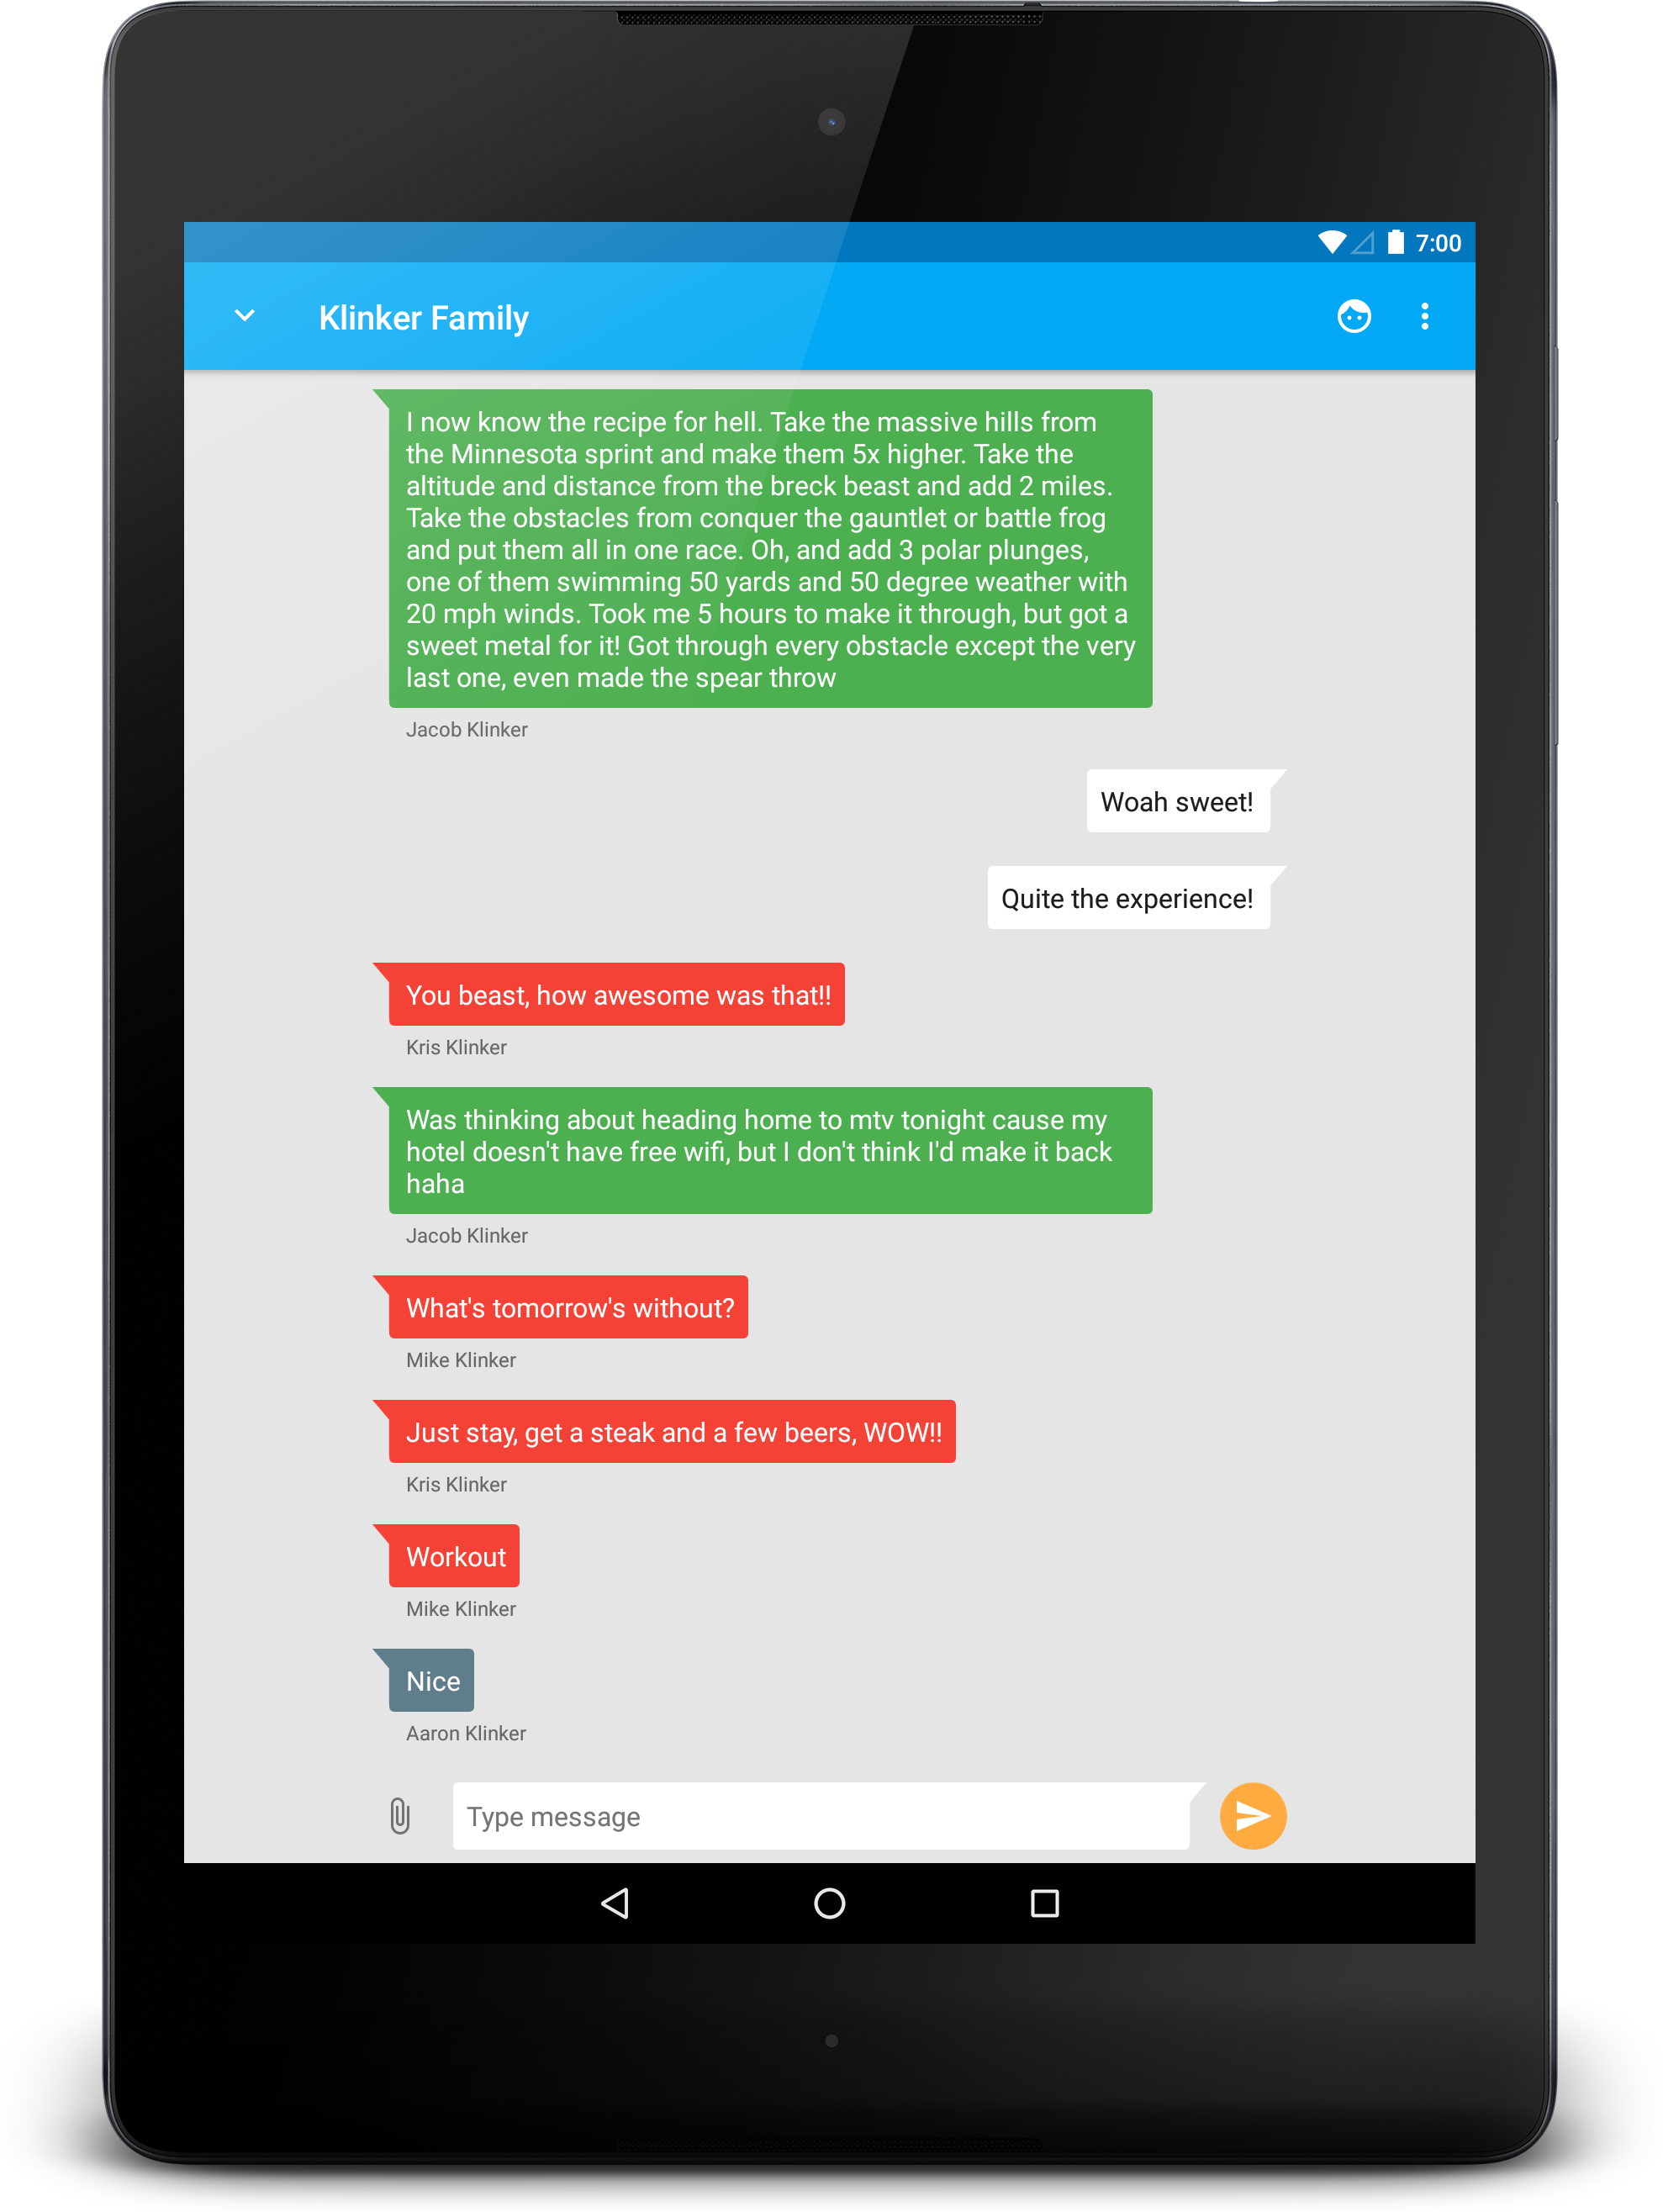 7:00
Klinker Family
I now know the recipe for hell. Take the massive hills from
the Minnesota sprint and make them 5x higher. Take the
altitude and distance from the breck beast and add 2 miles.
Take the obstacles from conquer the gauntlet or battle frog
and put them all in one race. Oh, and add 3 polar plunges,
one of them swimming 50 yards and 50 degree weather with
20 mph winds. Took me 5 hours to make it through, but got a
sweet metal for it! Got through every obstacle except the very
last one, even made the spear throw
Jacob Klinker
Woah sweet!
Quite the experience!
You beast, how awesome was that!!
Kris Klinker
Was thinking about heading home to mtv tonight cause my
hotel doesn't have free wifi, but I don't think I'd make it back
haha
Jacob Klinker
What's tomorrow's without?
Mike Klinker
Just stay, get a steak and a few beers, WOW!!
Kris Klinker
Workout
Mike Klinker
Nice
Aaron Klinker
Type message